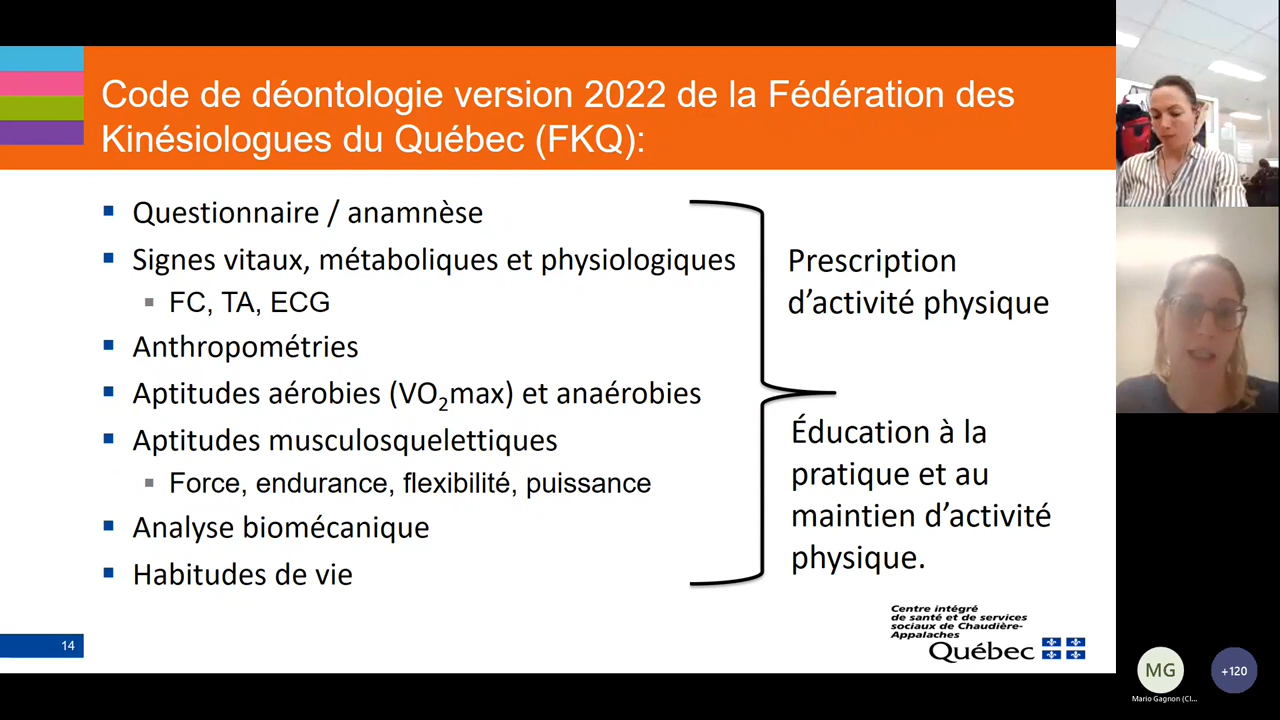 Code de déontologie version 2022 de la Fédération des
Kinésiologues du Québec (FKQ):
Questionnaire / anamnèse
Signes vitaux, métaboliques et physiologiques
FC, TA, ECG
Anthropométries
Aptitudes aérobies (VO2max) et anaérobies
Aptitudes musculosquelettiques
Force, endurance, flexibilité, puissance
Analyse biomécanique
Habitudes de vie
Prescription
d’activité physique
Éducation à la
pratique et au
maintien d’activité
physique.
14
Centre intégré
de santé et de services
sociaux de Chaudière-
Appalaches
Québec
MG
+120
Mario Gagnon (CI...